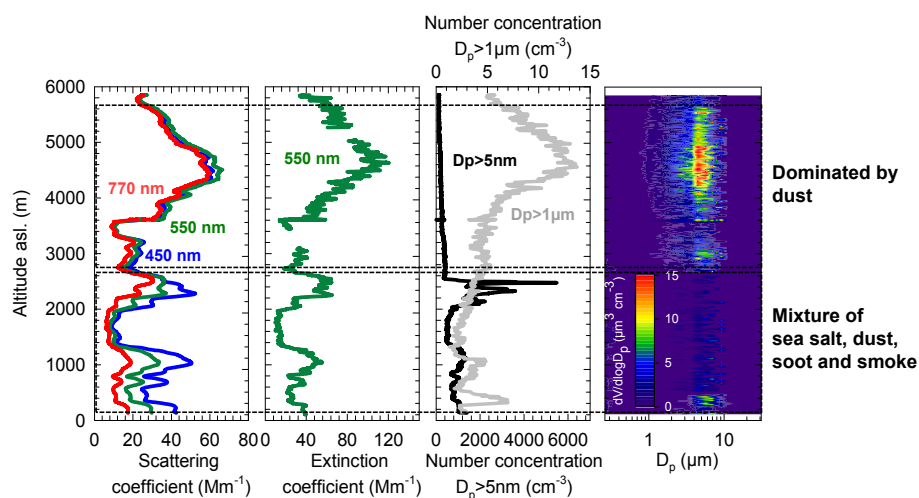 Number concentration
Dp>1µm (cm-3)
0 5 10 15
6000
5000
4000
3000
2000
1000
0
Altitude asl. (m)
770 nm
550 nm
450 nm
0 20 40 60 80
Scattering
coefficient (Mm-1)
550 nm
40 80 120
Extinction
coefficient (Mm-1)
Dp>5nm
Dp>1µm
0 2000 4000 6000
Number concentration
Dp>5nm (cm-3)
15
10
5
0
dV/dlogDp(µm3 cm-3)
1 10
Dp (µm)
Dominated by
dust
Mixture of
sea salt, dust,
soot and smoke